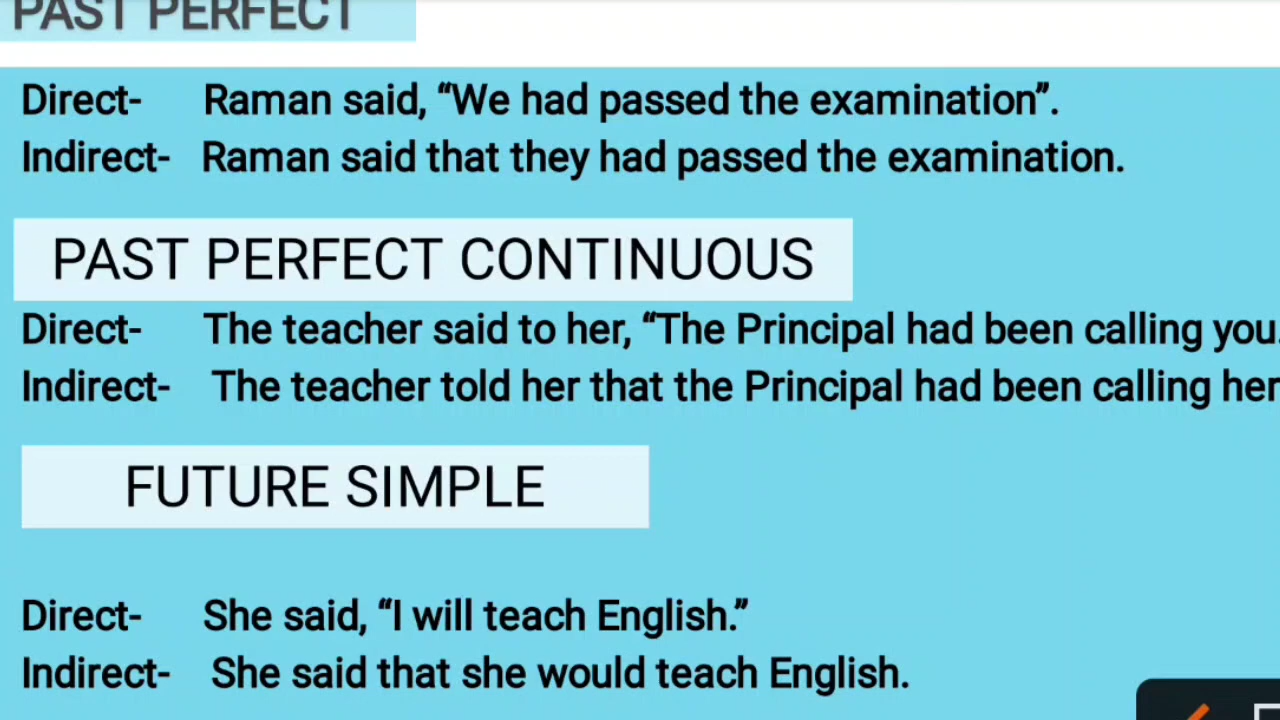 PAST PERFECT
Direct- Raman said, “We had passed the examination”.
Indirect- Raman said that they had passed the examination.
PAST PERFECT CONTINUOUS
Direct- The teacher said to her, “The Principal had been calling you.
Indirect- The teacher told her that the Principal had been calling her
FUTURE SIMPLE
Direct- She said, “I will teach English.”
Indirect- She said that she would teach English.